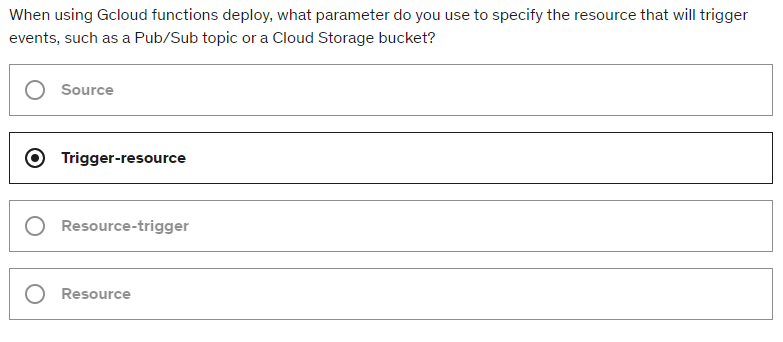 When using Gcloud functions deploy, what parameter do you use to specify the resource that will trigger
events, such as a Pub/Sub topic or a Cloud Storage bucket?
Source
Trigger-resource
Resource-trigger
Resource